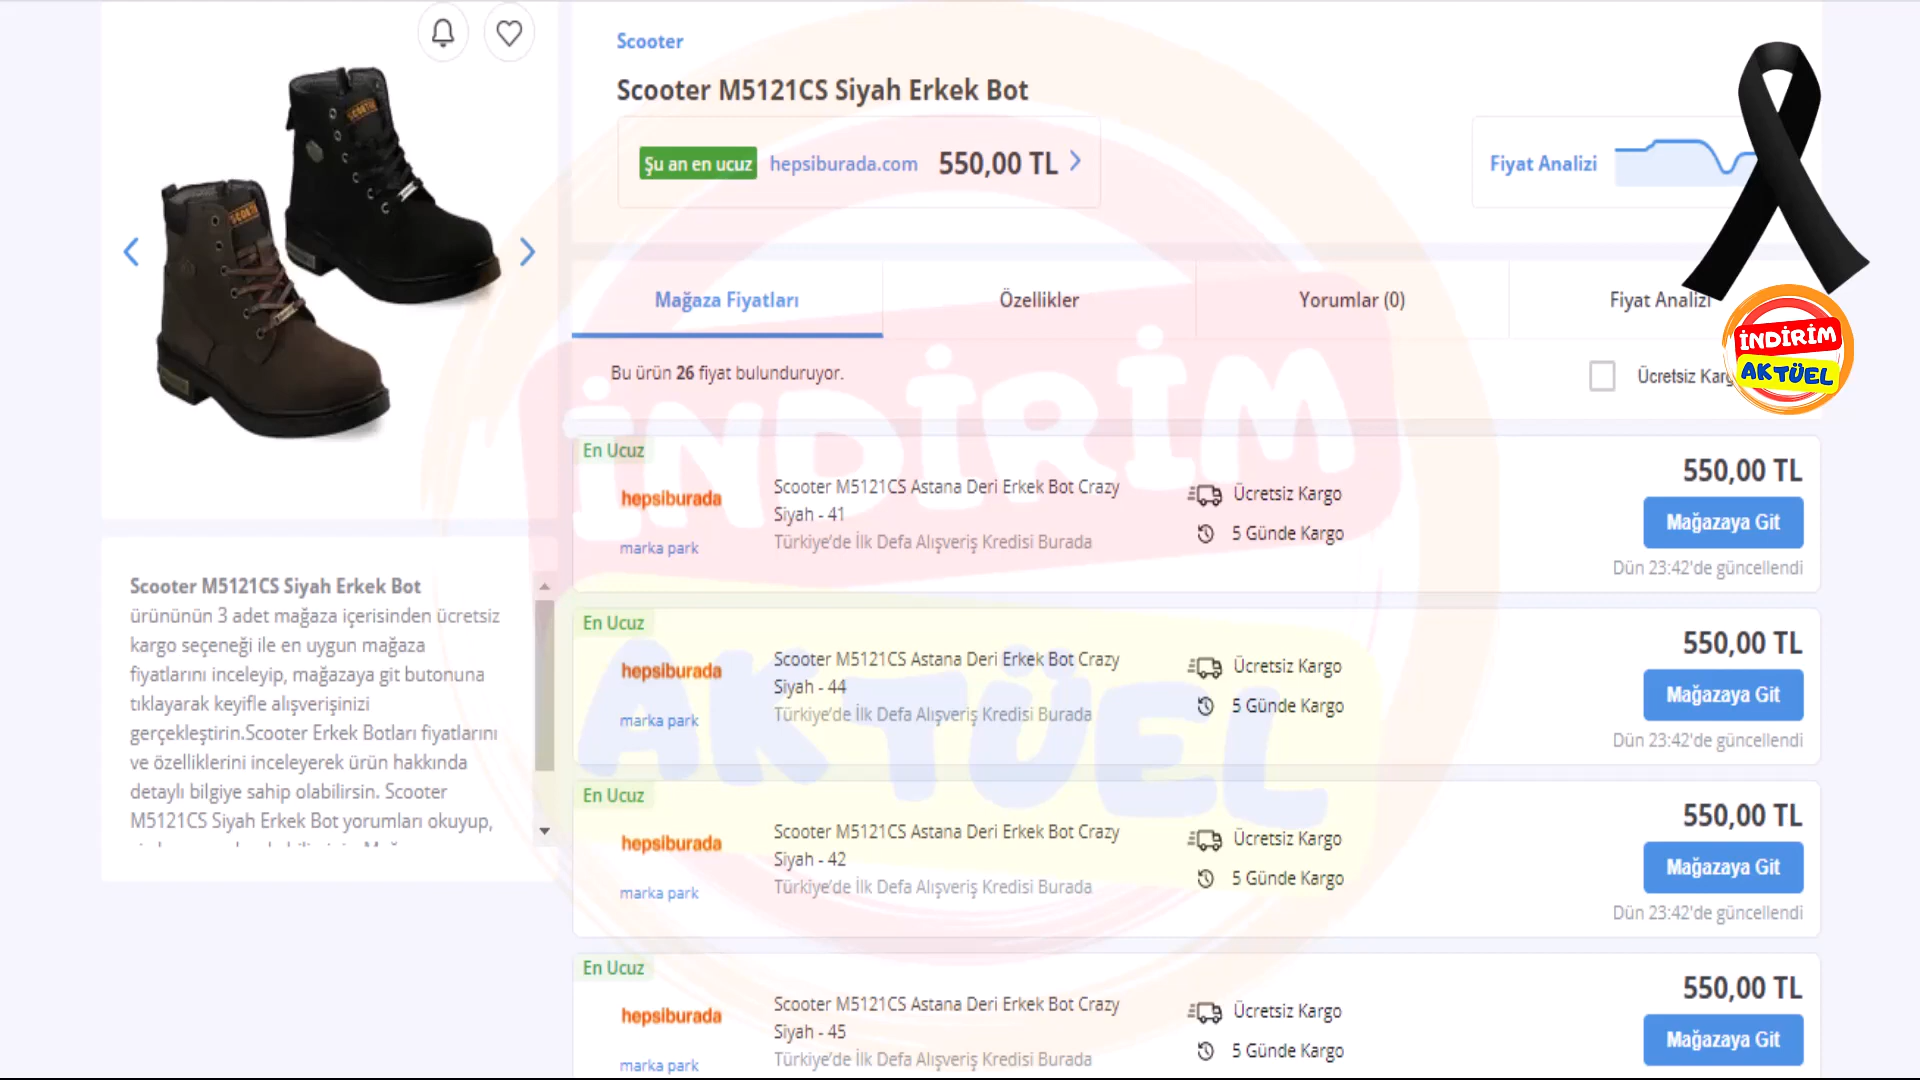 Scooter
Scooter M5121CS Siyah Erkek Bot
Şu an en ucuz hepsiburada.com 550,00 TL
Fiyat Analizi
Mağaza Fiyatları
Özellikler
Yorumlar (0)
Fiyat Analizi
Bu ürün 26 fiyat bulunduruyor.
Ücretsiz
İNDİRİM
AKTÜEL
SCOOTER
En Ucuz
hepsiburada
marka park
Scooter M5121CS Astana Deri Erkek Bot Crazy
Siyah - 41
Türkiye'de İlk Defa Alışveriş Kredisi Burada
Ücretsiz Kargo
5 Günde Kargo
550,00 TL
Mağazaya Git
Dün 23:42'de güncellendi
En Ucuz
hepsiburada
marka park
Scooter M5121CS Astana Deri Erkek Bot Crazy
Siyah - 44
Türkiye'de İlk Defa Alışveriş Kredisi Burada
Ücretsiz Kargo
5 Günde Kargo
550,00 TL
Mağazaya Git
Dün 23:42'de güncellendi
En Ucuz
hepsiburada
marka park
Scooter M5121CS Astana Deri Erkek Bot Crazy
Siyah - 42
Türkiye'de İlk Defa Alışveriş Kredisi Burada
Ücretsiz Kargo
5 Günde Kargo
550,00 TL
Mağazaya Git
Dün 23:42'de güncellendi
En Ucuz
hepsiburada
marka park
Scooter M5121CS Astana Deri Erkek Bot Crazy
Siyah - 45
Türkiye'de İlk Defa Alışveriş Kredisi Burada
Ücretsiz Kargo
5 Günde Kargo
550,00 TL
Mağazaya Git
Scooter M5121CS Siyah Erkek Bot
ürününün 3 adet mağaza içerisinden ücretsiz
kargo seçeneği ile en uygun mağaza
fiyatlarını inceleyip, mağazaya git butonuna
tıklayarak keyifle alışverişinizi
gerçekleştirin.Scooter Erkek Botları fiyatlarını
ve özelliklerini inceleyerek ürün hakkında
detaylı bilgiye sahip olabilirsin. Scooter
M5121CS Siyah Erkek Bot yorumları okuyup,
İNDİRİM
AKTÜEL